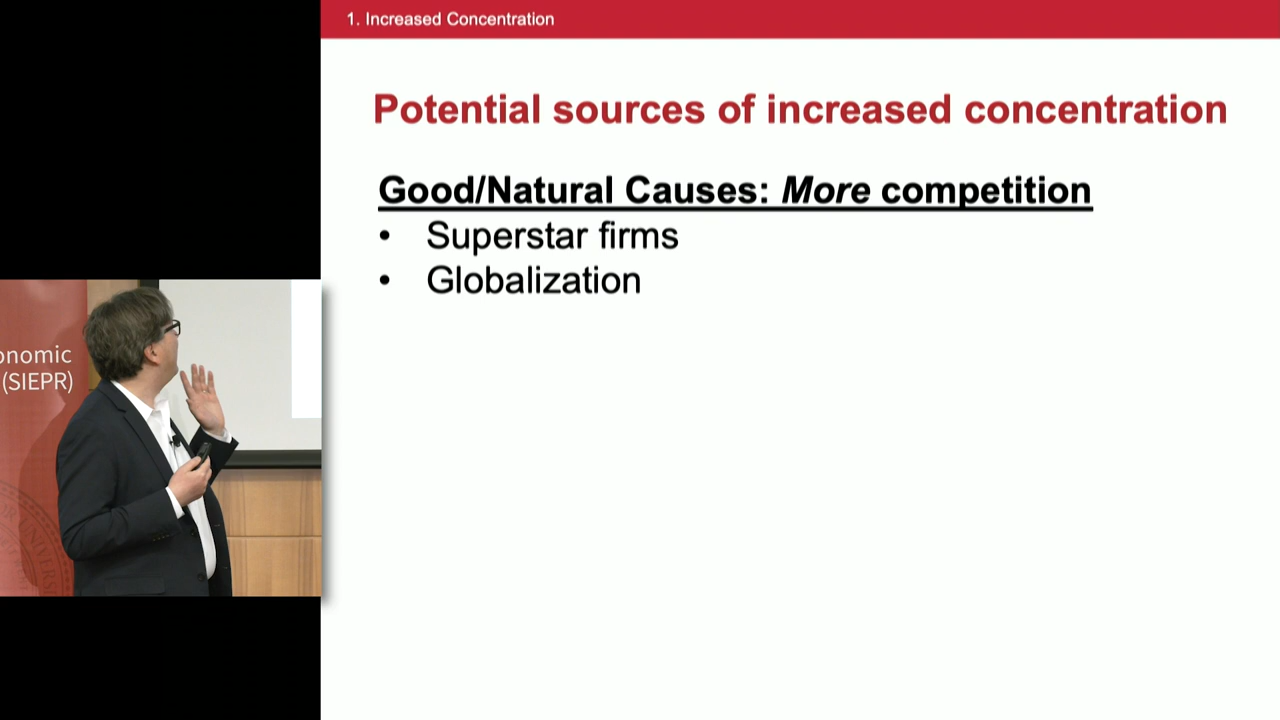 1. Increased Concentration
Potential sources of increased concentration
Good/Natural Causes: More competition
• Superstar firms
• Globalization
onomic
(SIEPR)